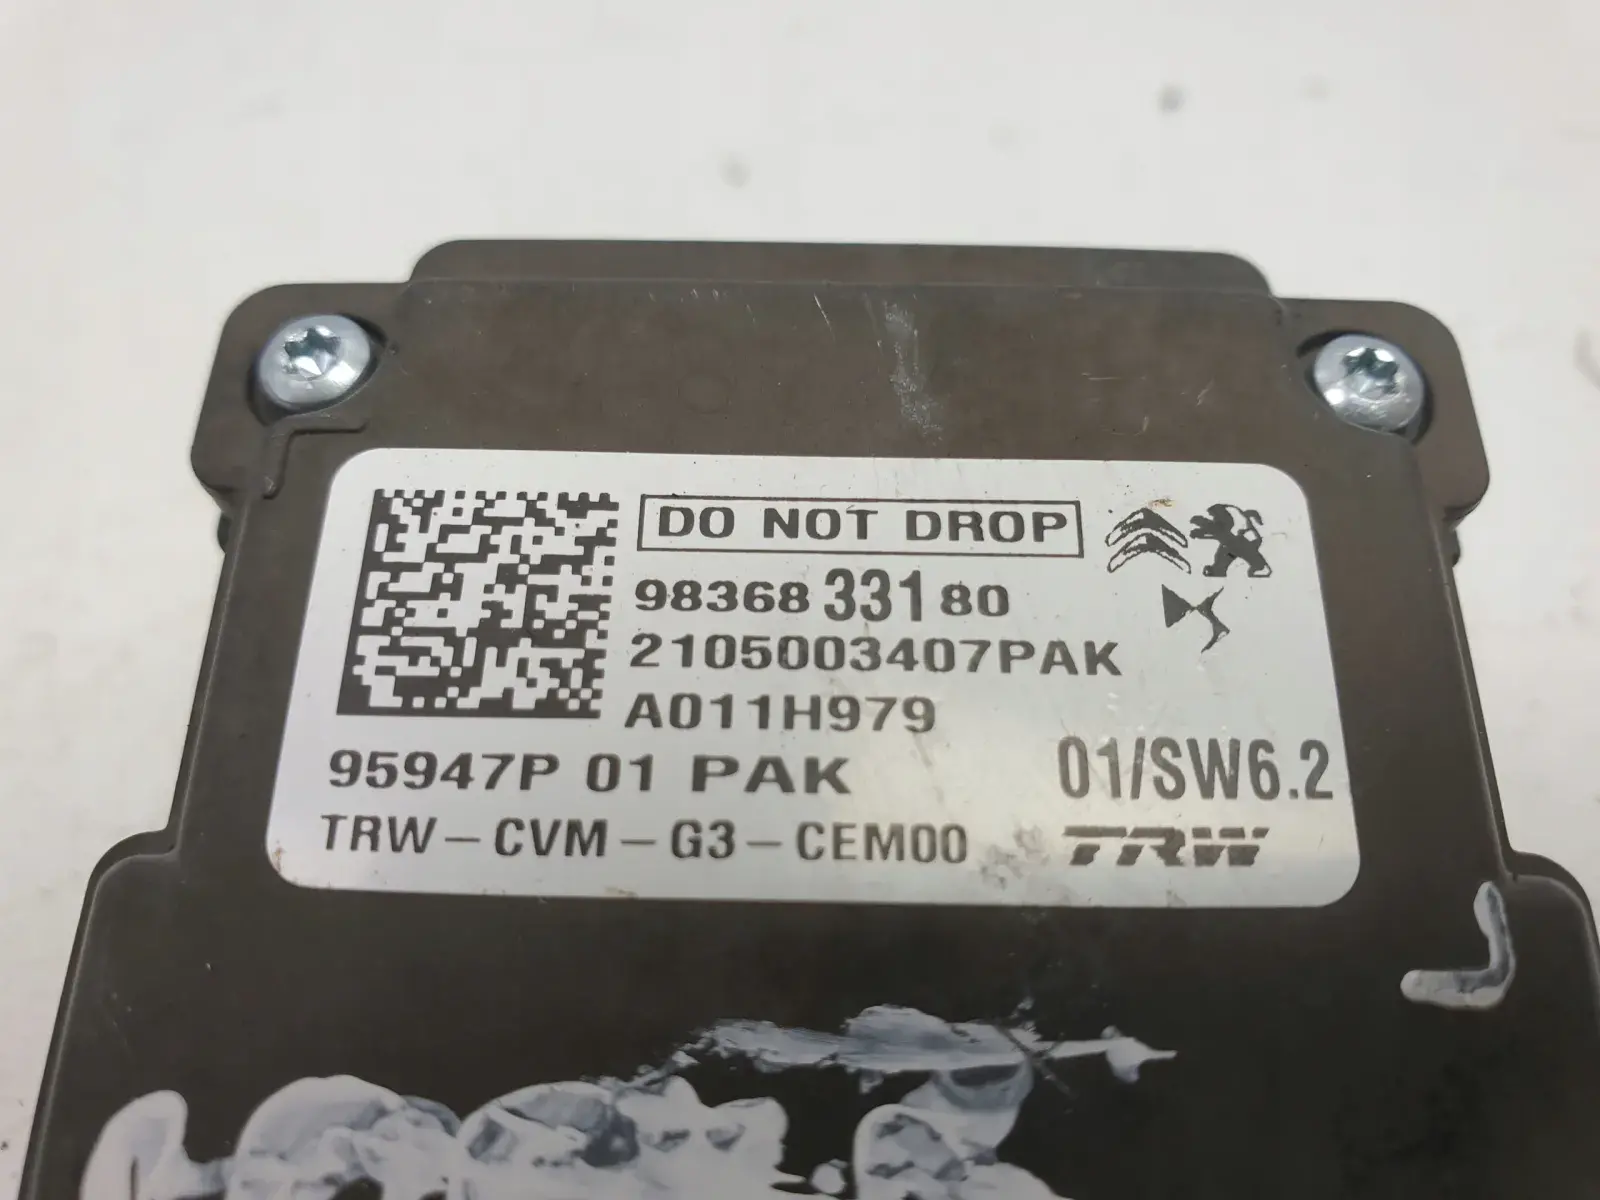 DO NOT DROP
98368 331 80
2105003407PAK
A011H979
95947P 01 PAK
01/SW6.2
TRW-CVM-G3-CEM00
TRW